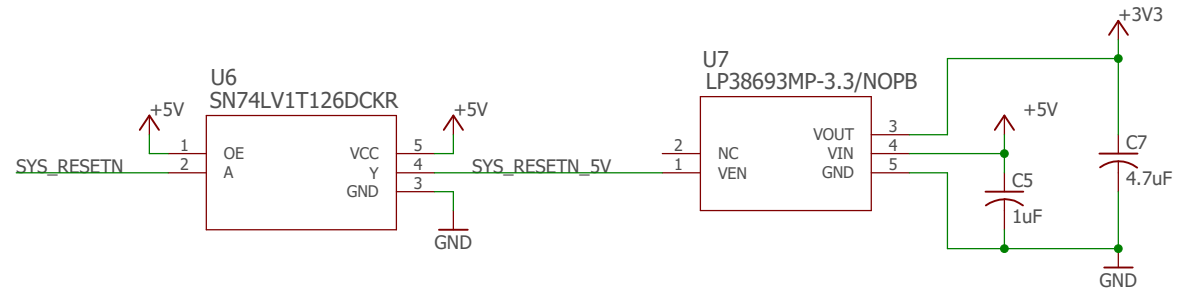 +3V3
U6
SN74LV1T126DCKR
U7
LP38693MP-3.3/NOPB
+5V
+5V
+5V
SYS_RESETN
1
2
OE
A
VCC
Y
GND
5
4
3
GND
SYS_RESETN_5V
2
1
NC
VEN
VOUT
VIN
GND
3
4
5
C5
1uF
C7
4.7uF
GND